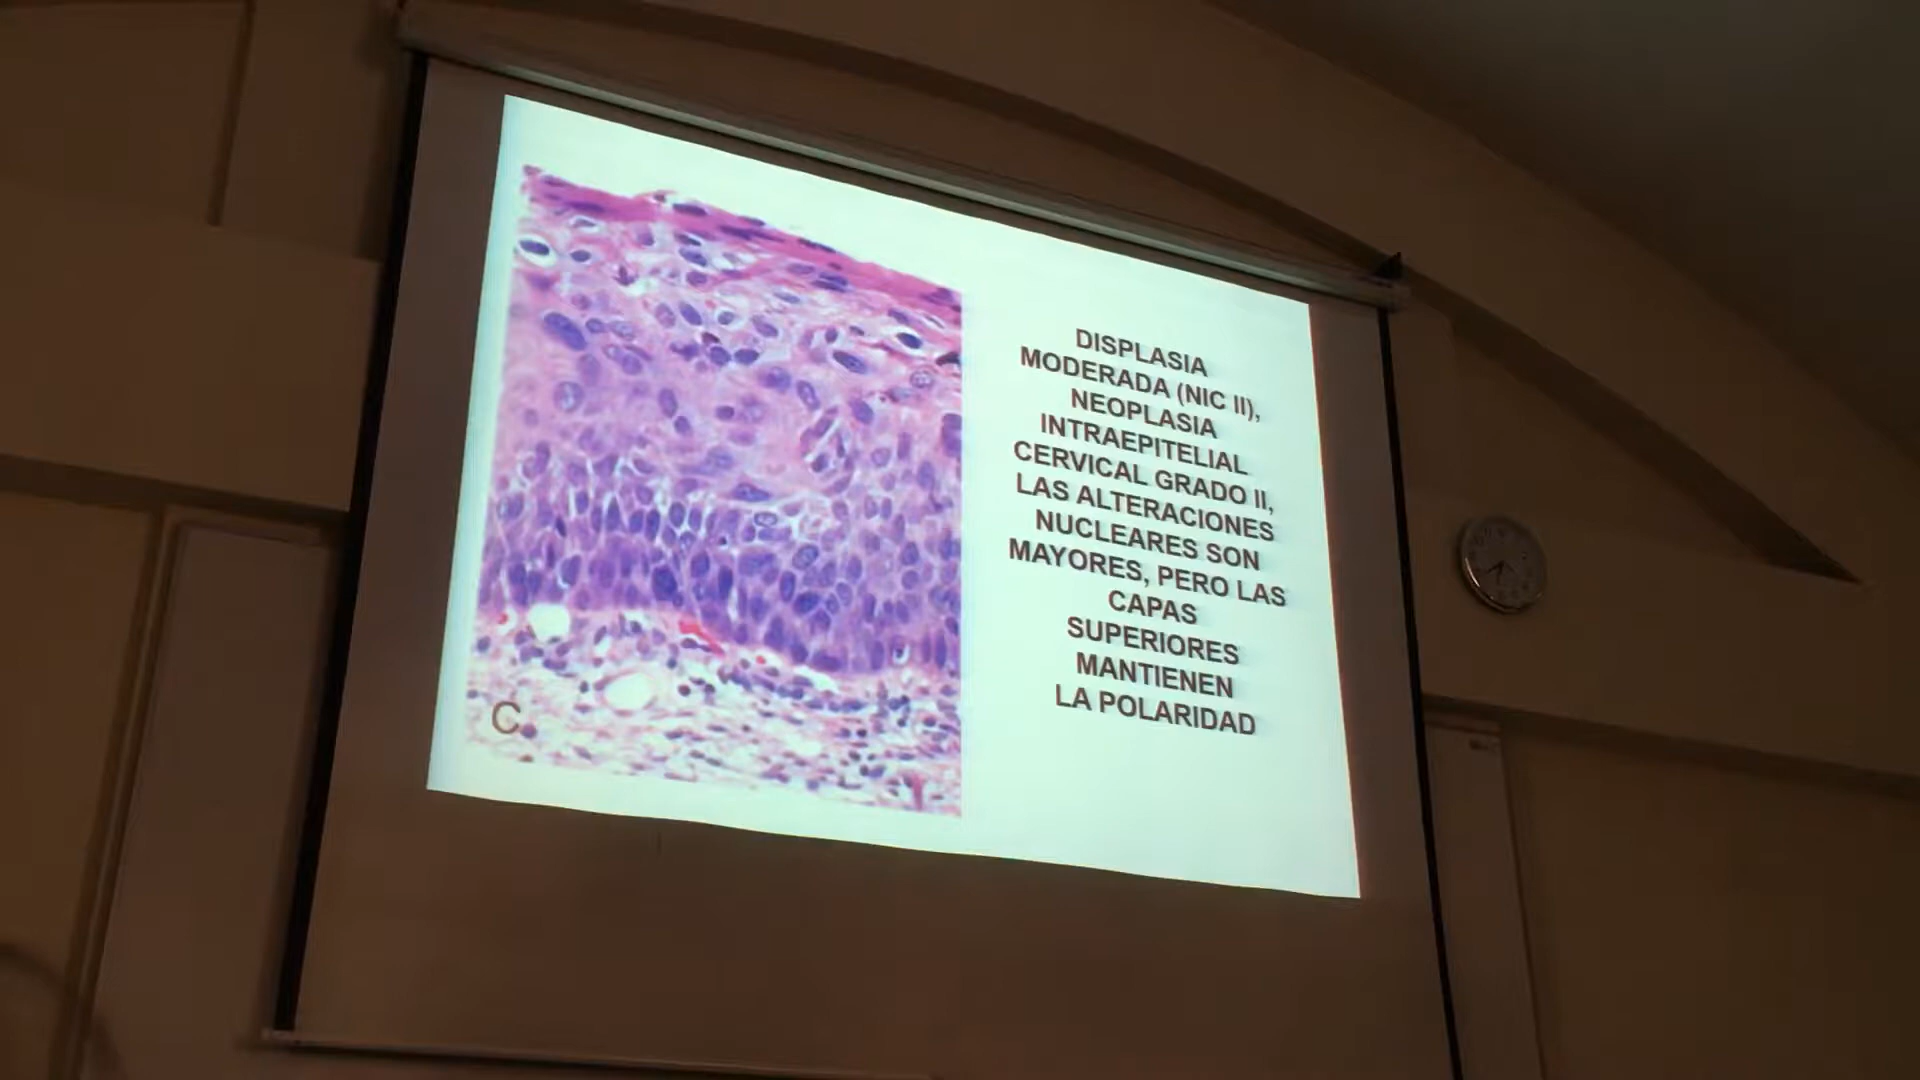 DISPLASIA
MODERADA (NIC II),
NEOPLASIA
INTRAEPITELIAL
CERVICAL GRADO II,
LAS ALTERACIONES
NUCLEARES SON
MAYORES, PERO LAS
CAPAS
SUPERIORES
MANTIENEN
LA POLARIDAD
C